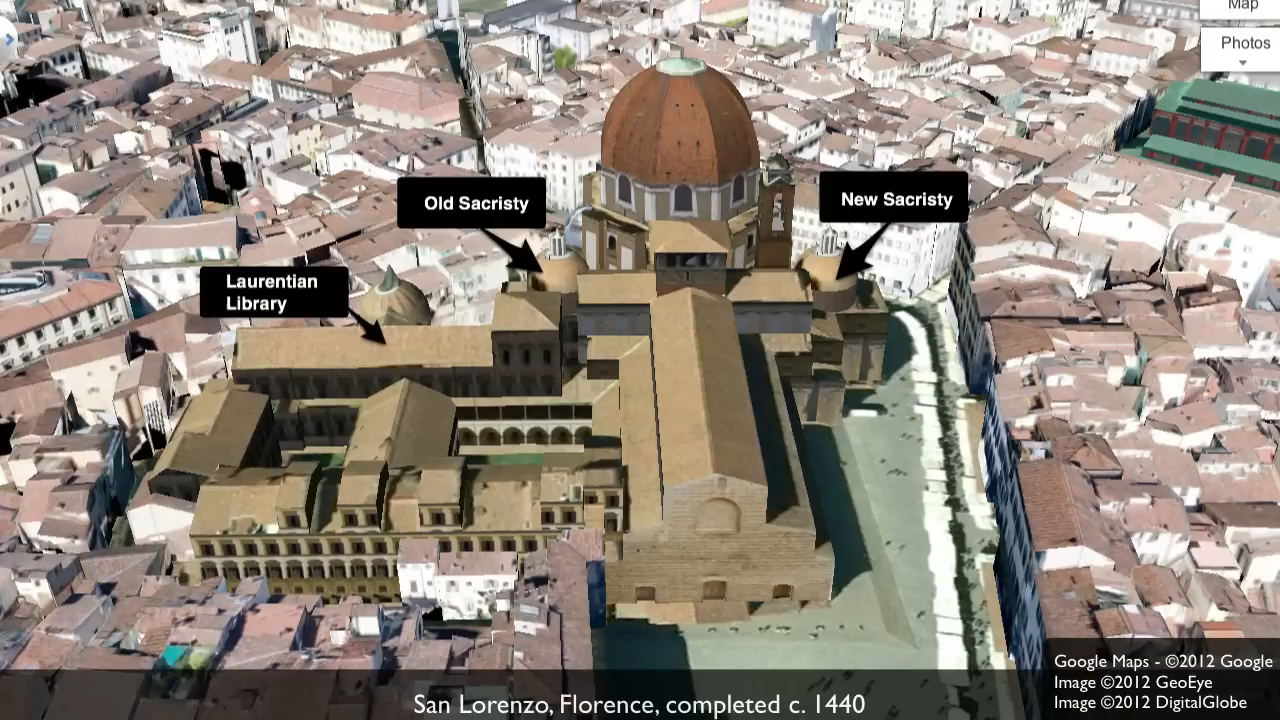 Map
Photos
Old Sacristy
New Sacristy
Laurentian
Library
Google Maps - ©2012 Google
Image ©2012 GeoEye
Image ©2012 DigitalGlobe
San Lorenzo, Florence, completed c. 1440